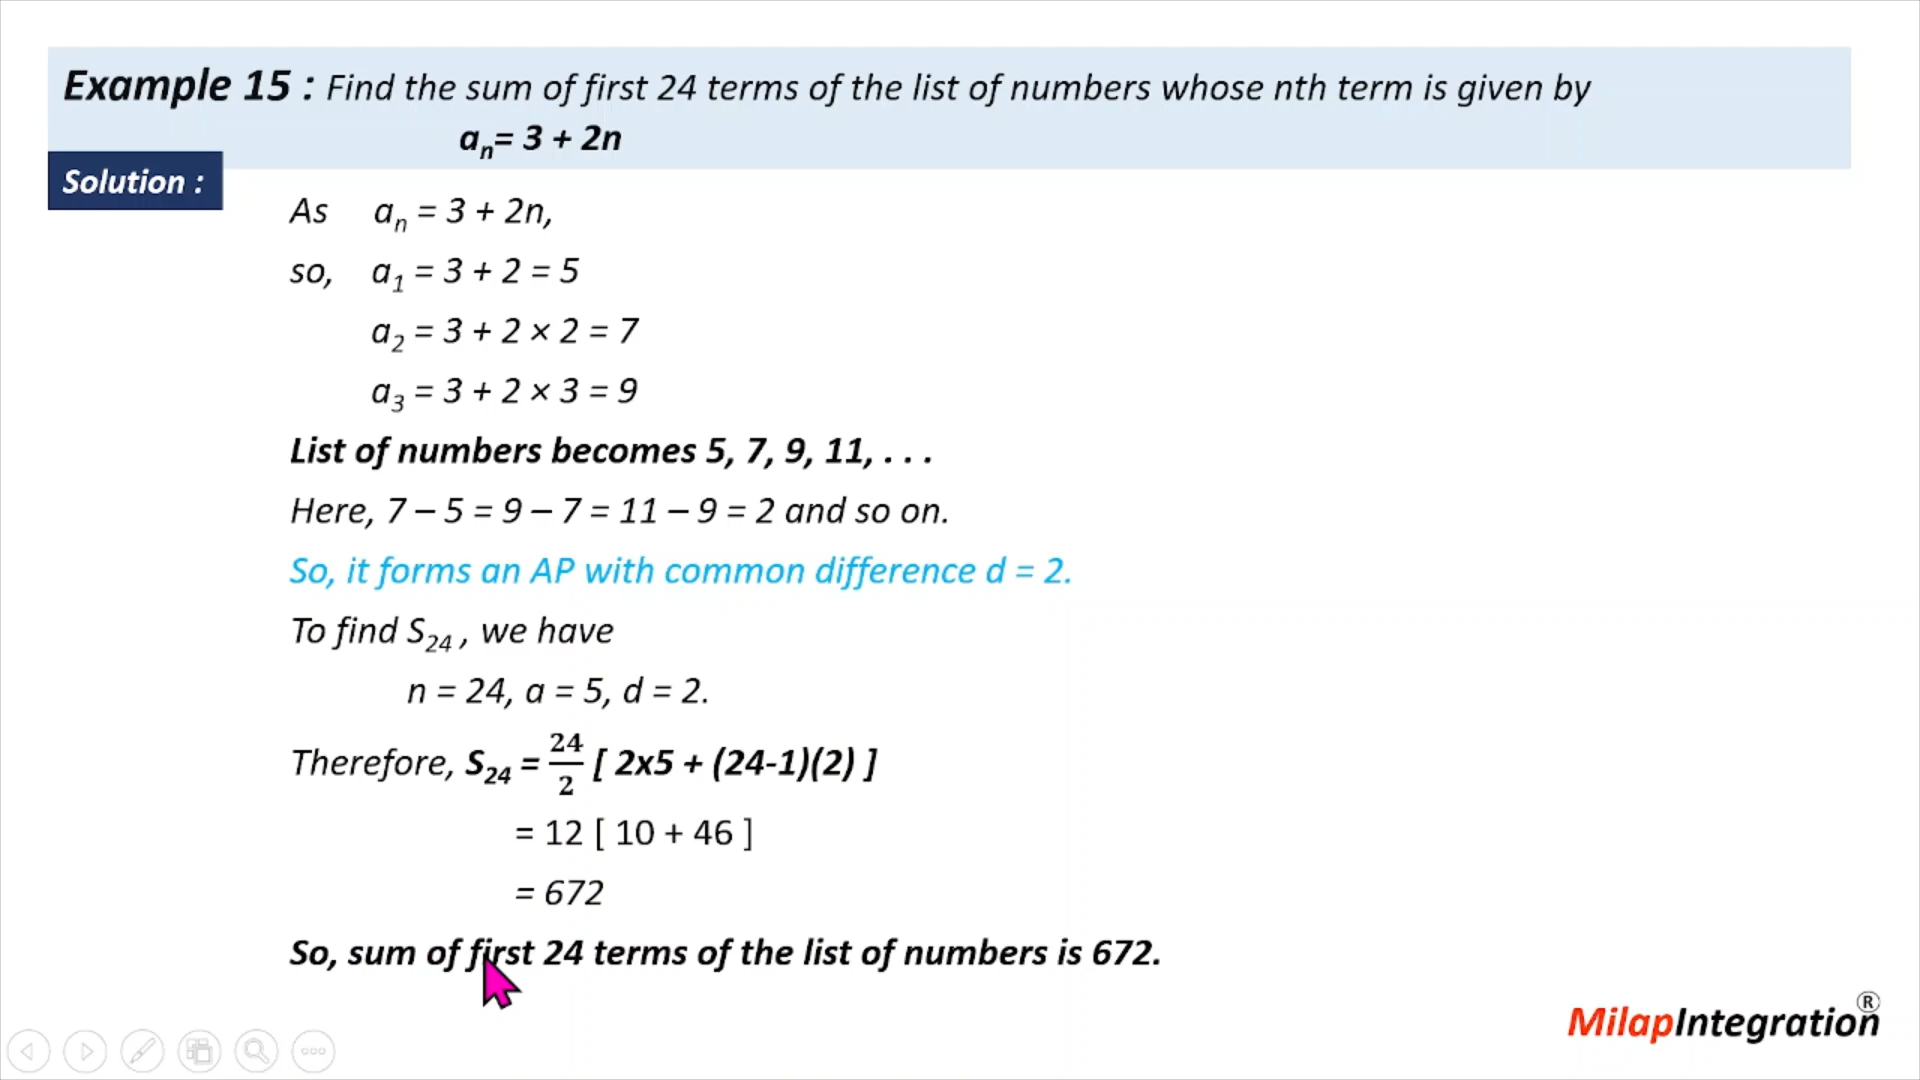 Example 15 : Find the sum of first 24 terms of the list of numbers whose nth term is given by
aₙ= 3 + 2n
Solution :
As aₙ = 3 + 2n,
so, a₁ = 3 + 2 = 5
a₂ = 3 + 2 × 2 = 7
a₃ = 3 + 2 × 3 = 9
List of numbers becomes 5, 7, 9, 11, . . .
Here, 7 – 5 = 9 – 7 = 11 – 9 = 2 and so on.
So, it forms an AP with common difference d = 2.
To find S₂₄ , we have
n = 24, a = 5, d = 2.
Therefore, S₂₄ = 24/2 [ 2x5 + (24-1)(2) ]
= 12 [ 10 + 46 ]
= 672
So, sum of first 24 terms of the list of numbers is 672.
MilapIntegration®